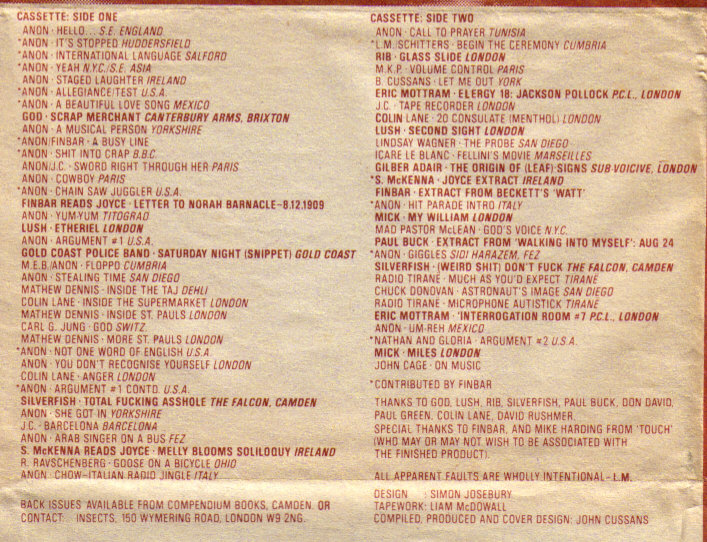 CASSETTE: SIDE ONE
ANON · HELLO... S.E. ENGLAND
*ANON · IT'S STOPPED HUDDERSFIELD
*ANON · INTERNATIONAL LANGUAGE SALFORD
*ANON · YEAH N.Y.C./S.E. ASIA
ANON · STAGED LAUGHTER IRELAND
*ANON · ALLEGIANCE/TEST U.S.A.
*ANON · A BEAUTIFUL LOVE SONG MEXICO
GOD · SCRAP MERCHANT CANTERBURY ARMS, BRIXTON
ANON · A MUSICAL PERSON YORKSHIRE
*ANON/FINBAR · A BUSY LINE
ANON · SHIT INTO CRAP B.B.C.
ANON/J.C. · SWORD RIGHT THROUGH HER PARIS
ANON · COWBOY PARIS
*ANON · CHAIN SAW JUGGLER U.S.A.
FINBAR READS JOYCE · LETTER TO NORAH BARNACLE-8.12.1909
ANON · YUM-YUM TITOGRAD
LUSH · ETHERIEL LONDON
ANON · ARGUMENT #1 U.S.A.
GOLD COAST POLICE BAND · SATURDAY NIGHT (SNIPPET) GOLD COAST
M.E.B./ANON · FLOPPO CUMBRIA
ANON · STEALING TIME SAN DIEGO
MATHEW DENNIS · INSIDE THE TAJ DEHLI
COLIN LANE · INSIDE THE SUPERMARKET LONDON
MATHEW DENNIS · INSIDE ST. PAULS LONDON
CARL G. JUNG · GOD SWITZ.
MATHEW DENNIS · MORE ST. PAULS LONDON
*ANON · NOT ONE WORD OF ENGLISH U.S.A.
ANON · YOU DON'T RECOGNISE YOURSELF LONDON
COLIN LANE · ANGER LONDON
*ANON · ARGUMENT #1 CONTD. U.S.A.
SILVERFISH · TOTAL FUCKING ASSHOLE THE FALCON, CAMDEN
ANON · SHE GOT IN YORKSHIRE
J.C. · BARCELONA BARCELONA
ANON · ARAB SINGER ON A BUS FEZ
S. McKENNA READS JOYCE · MELLY BLOOMS SOLILOQUY IRELAND
R. RAVSCHENBERG · GOOSE ON A BICYCLE OHIO
ANON · CHOW-ITALIAN RADIO JINGLE ITALY
BACK ISSUES AVAILABLE FROM COMPENDIUM BOOKS, CAMDEN. OR
CONTACT: INSECTS, 150 WYMERING ROAD, LONDON W9 2NG.
CASSETTE: SIDE TWO
ANON · CALL TO PRAYER TUNISIA
*L.M. SCHITTERS · BEGIN THE CEREMONY CUMBRIA
RIB · GLASS SLIDE LONDON
M.K.P. · VOLUME CONTROL PARIS
B. CUSSANS · LET ME OUT YORK
ERIC MOTTRAM · ELERGY 18: JACKSON POLLOCK P.C.L., LONDON
J.C. · TAPE RECORDER LONDON
COLIN LANE · 20 CONSULATE (MENTHOL) LONDON
LUSH · SECOND SIGHT LONDON
LINDSAY WAGNER · THE PROBE SAN DIEGO
ICARE LE BLANC · FELLINI'S MOVIE MARSEILLES
GILBER ADAIR · THE ORIGIN OF (LEAF) SIGNS SUB VOICIVE, LONDON
*S. McKENNA · JOYCE EXTRACT IRELAND
FINBAR · EXTRACT FROM BECKETT'S 'WATT'
*ANON · HIT PARADE INTRO ITALY
MICK · MY WILLIAM LONDON
MAD PASTOR McLEAN · GOD'S VOICE N.Y.C.
PAUL BUCK · EXTRACT FROM 'WALKING INTO MYSELF': AUG 24
*ANON · GIGGLES SIDI HARAZEM, FEZ
SILVERFISH · (WEIRD SHIT) DON'T FUCK THE FALCON, CAMDEN
RADIO TIRANE · MUCH AS YOU'D EXPECT TIRANE
CHUCK DONOVAN · ASTRONAUT'S IMAGE SAN DIEGO
RADIO TIRANE · MICROPHONE AUTISTICK TIRANE
ERIC MOTTRAM · 'INTERROGATION ROOM #7 P.C.L., LONDON
ANON · UM-REH MEXICO
*NATHAN AND GLORIA · ARGUMENT #2 U.S.A.
MICK · MILES LONDON
JOHN CAGE · ON MUSIC
*CONTRIBUTED BY FINBAR
THANKS TO GOD, LUSH, RIB, SILVERFISH, PAUL BUCK, DON DAVID,
PAUL GREEN, COLIN LANE, DAVID RUSHMER.
SPECIAL THANKS TO FINBAR, AND MIKE HARDING FROM 'TOUCH'
(WHO MAY OR MAY NOT WISH TO BE ASSOCIATED WITH
THE FINISHED PRODUCT).
ALL APPARENT FAULTS ARE WHOLLY INTENTIONAL- L.M.
DESIGN : SIMON JOSEBURY
TAPEWORK: LIAM McDOWALL
COMPILED, PRODUCED AND COVER DESIGN: JOHN CUSSANS